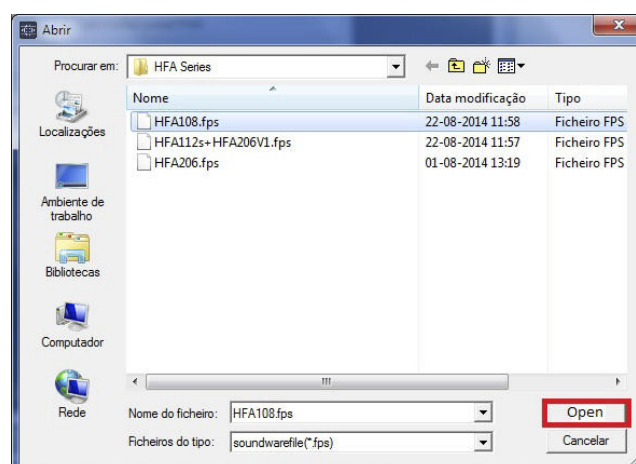 Abrir
Procurar em: HFA Series
Nome Data modificação Tipo
HFA108.fps 22-08-2014 11:58 Ficheiro FPS
HFA112s+HFA206V1.fps 22-08-2014 11:57 Ficheiro FPS
HFA206.fps 01-08-2014 13:19 Ficheiro FPS
Localizações
Ambiente de
trabalho
Bibliotecas
Computador
Rede
Nome do ficheiro: HFA108.fps Open
Ficheiros do tipo: soundwarefile(*.fps) Cancelar